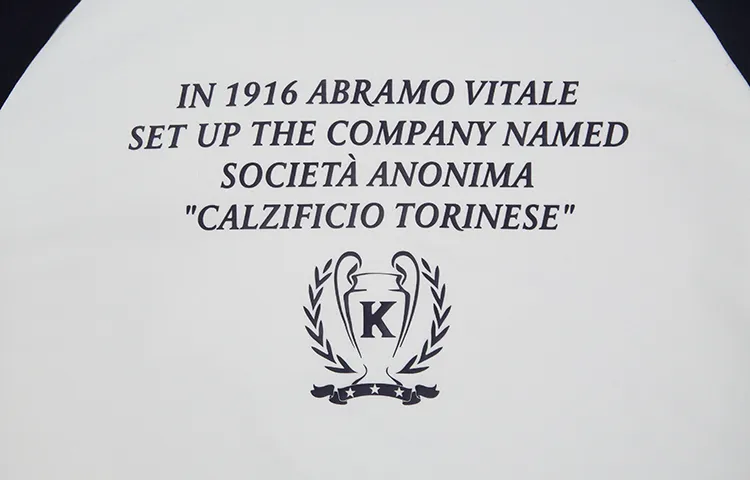 IN 1916 ABRAMO VITALE
SET UP THE COMPANY NAMED
SOCIETÀ ANONIMA
"CALZIFICIO TORINESE"
K